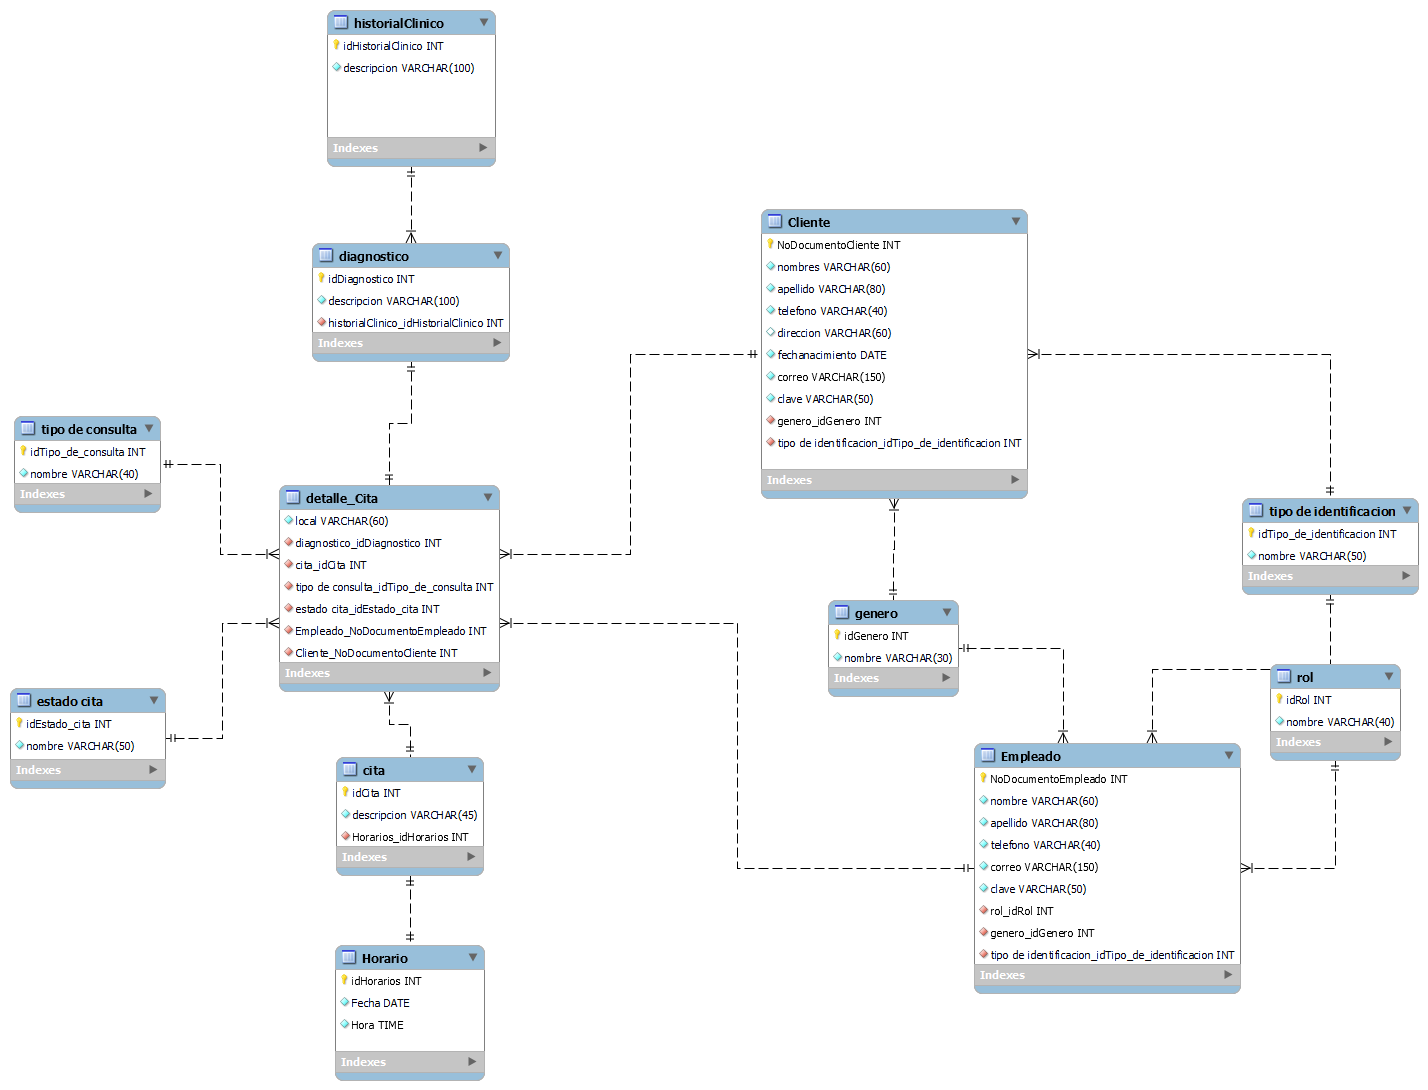 historialClinico
idHistorialClinico INT
descripcion VARCHAR(100)
Indexes
diagnostico
idDiagnostico INT
descripcion VARCHAR(100)
historialClinico_idHistorialClinico INT
Indexes
tipo de consulta
idTipo_de_consulta INT
nombre VARCHAR(40)
Indexes
detalle_Cita
local VARCHAR(60)
diagnostico_idDiagnostico INT
cita_idCita INT
tipo de consulta_idTipo_de_consulta INT
estado cita_idEstado_cita INT
Empleado_NoDocumentoEmpleado INT
Cliente_NoDocumentoCliente INT
Indexes
estado cita
idEstado_cita INT
nombre VARCHAR(50)
Indexes
cita
idCita INT
descripcion VARCHAR(45)
Horarios_idHorarios INT
Indexes
Horario
idHorarios INT
Fecha DATE
Hora TIME
Indexes
Cliente
NoDocumentoCliente INT
nombres VARCHAR(60)
apellido VARCHAR(80)
telefono VARCHAR(40)
direccion VARCHAR(60)
fechanacimiento DATE
correo VARCHAR(150)
clave VARCHAR(50)
genero_idGenero INT
tipo de identificacion_idTipo_de_identificacion INT
Indexes
genero
idGenero INT
nombre VARCHAR(30)
Indexes
tipo de identificacion
idTipo_de_identificacion INT
nombre VARCHAR(50)
Indexes
rol
idRol INT
nombre VARCHAR(40)
Indexes
Empleado
NoDocumentoEmpleado INT
nombre VARCHAR(60)
apellido VARCHAR(80)
telefono VARCHAR(40)
correo VARCHAR(150)
clave VARCHAR(50)
rol_idRol INT
genero_idGenero INT
tipo de identificacion_idTipo_de_identificacion INT
Indexes